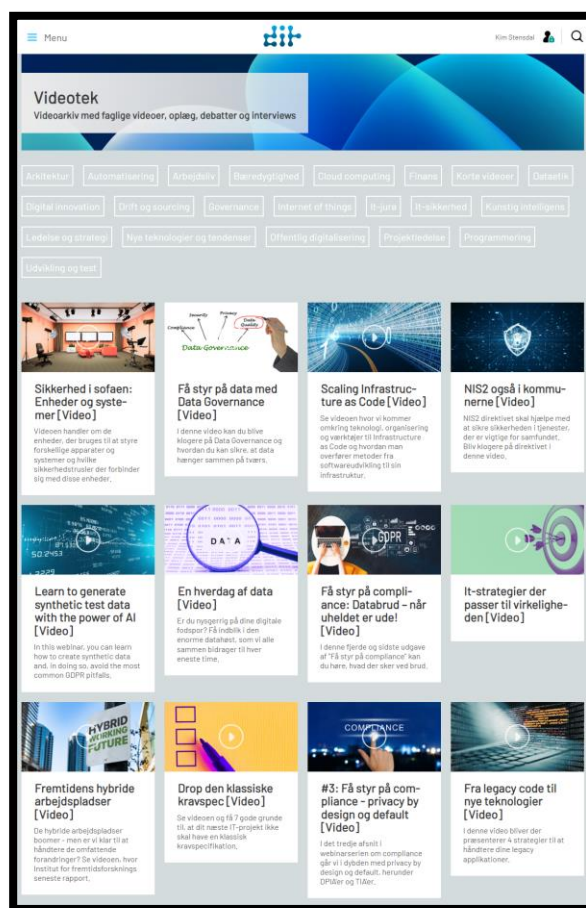 Menu
dit
Kim Stensdal
Videotek
Videoarkiv med faglige videoer, oplæg, debatter og interviews
Arkitektur Automatisering Arbejdsliv Bæredygtighed Cloud computing Finans Korte videoer Dataetik
Digital innovation Drift og sourcing Governance Internet of things It-jura It-sikkerhed Kunstig intelligens
Ledelse og strategi Nye teknologier og tendenser Offentlig digitalisering Projektledelse Programmering
Udvikling og test
Sikkerhed i sofaen:
Enheder og syste-
mer [Video]
Videoen handler om de
enheder, der bruges til at styre
forskellige apparater og
systemer og hvilke
sikkerhedstrusler der forbinder
sig med disse enheder.
Compliance
Security
Privacy
Data
Quality
Data Governance
Få styr på data med
Data Governance
[Video]
I denne video kan du blive
klogere på Data Governance og
hvordan du kan sikre, at data
hænger sammen på tværs.
Scaling Infrastruc-
ture as Code [Video]
Se videoen hvor vi kommer
omkring teknologi, organisering
og værktøjer til Infrastructure
as Code og hvordan man
overfører metoder fra
softwareudvikling til sin
infrastruktur.
NIS2 også i kommu-
nerne [Video]
NIS2 direktivet skal hjælpe med
at sikre sikkerheden i tjenester,
der er vigtige for samfundet.
Bliv klogere på direktivet i
denne video.
Learn to generate
synthetic test data
with the power of AI
[Video]
In this webinar, you can learn
how to create synthetic data
and, in doing so, avoid the most
common GDPR pitfalls.
DATA
En hverdag af data
[Video]
Er du nysgerrig på dine digitale
fodspor? Få indblik i den
enorme datahøst, som vi alle
sammen bidrager til hver
eneste time.
GDPR
Få styr på compli-
ance: Databrud – når
uheldet er ude!
[Video]
I denne fjerde og sidste udgave
af "Få styr på compliance" kan
du høre, hvad der sker ved brud.
It-strategier der
passer til virkelighe-
den [Video]
HYBRID
WORKING
FUTURE
Fremtidens hybride
arbejdspladser
[Video]
De hybride arbejdspladser
boomer - men er vi klar til at
håndtere de omfattende
forandringer? Se videoen, hvor
Institut for fremtidsforsknings
seneste rapport.
Drop den klassiske
kravspec [Video]
Se videoen og få 7 gode grunde
til, at dit næste IT-projekt ikke
skal have en klassisk
kravspecifikation.
COMPLIANCE
#3: Få styr på com-
pliance - privacy by
design og default
[Video]
I det tredje afsnit i
webinarserien om compliance
går vi i dybden med privacy by
design og default, herunder
DPIA'er og TIA'er.
Fra legacy code til
nye teknologier
[Video]
I denne video bliver der
præsenterer 4 strategier til at
håndtere dine legacy
applikationer.